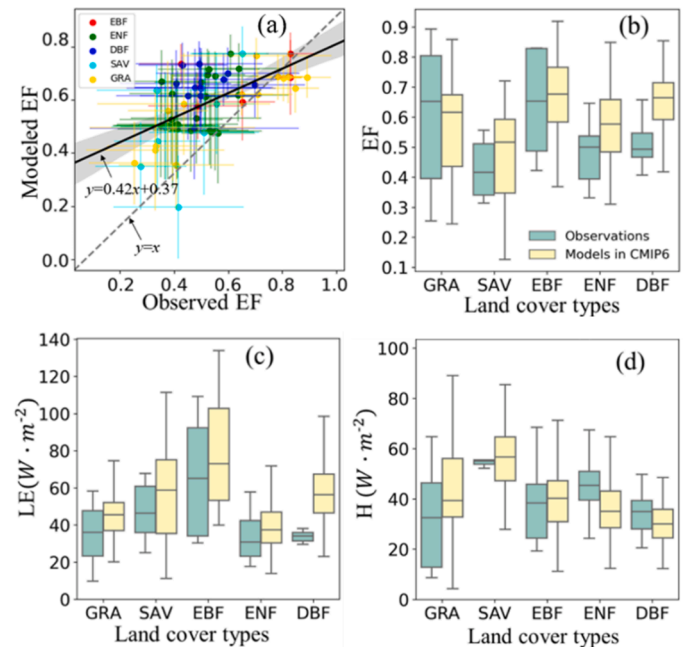 (a)
EBF
ENF
DBF
SAV
GRA
Modeled EF
0.8
0.6
0.4
0.2
0.0
y=0.42x+0.37
y=x
0.2 0.4 0.6 0.8 1.0
Observed EF
(b)
EF
0.9
0.8
0.7
0.6
0.5
0.4
0.3
0.2
0.1
Observations
Models in CMIP6
GRA SAV EBF ENF DBF
Land cover types
(c)
LE(W · m⁻²)
140
120
100
80
60
40
20
0
GRA SAV EBF ENF DBF
Land cover types
(d)
H (W · m⁻²)
100
80
60
40
20
0
GRA SAV EBF ENF DBF
Land cover types